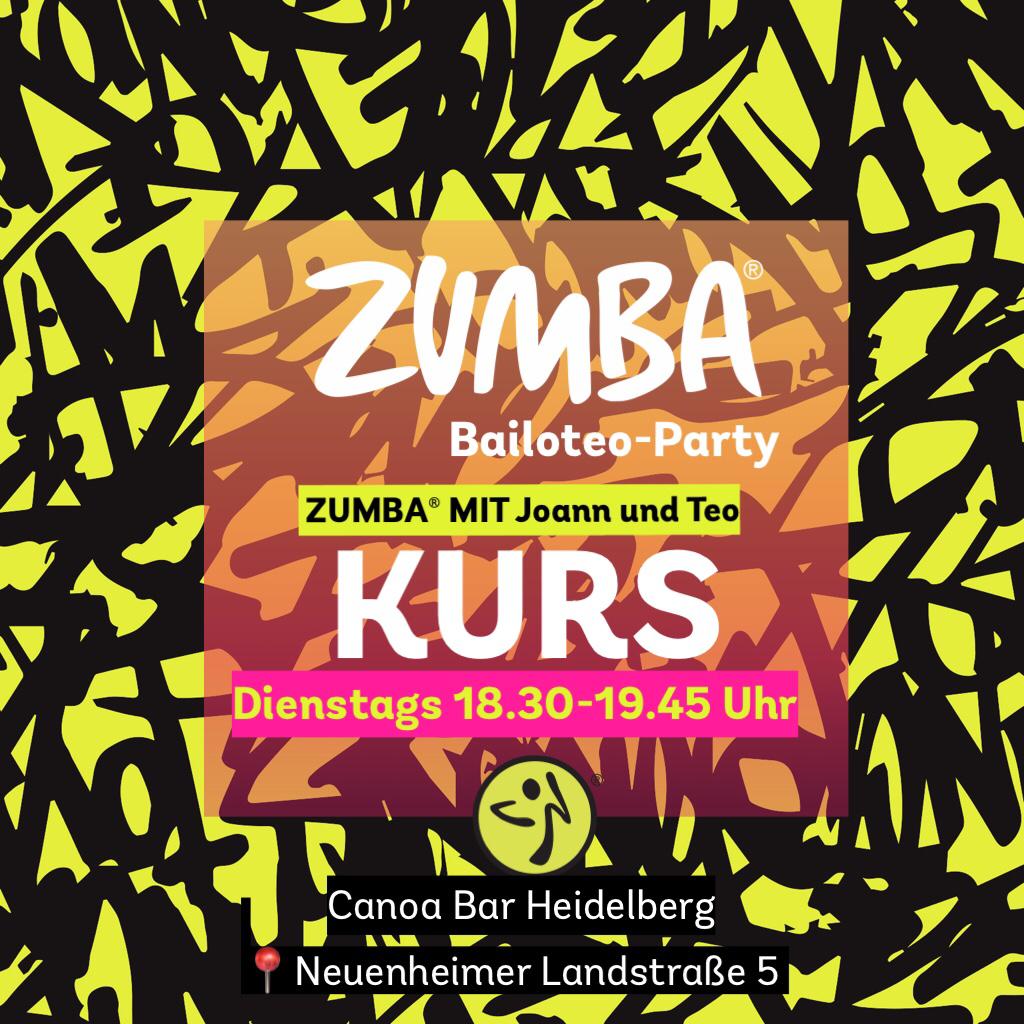 ZUMBA®
Bailoteo-Party
ZUMBA® MIT Joann und Teo
KURS
Dienstags 18.30-19.45 Uhr
®
Canoa Bar Heidelberg
📍 Neuenheimer Landstraße 5